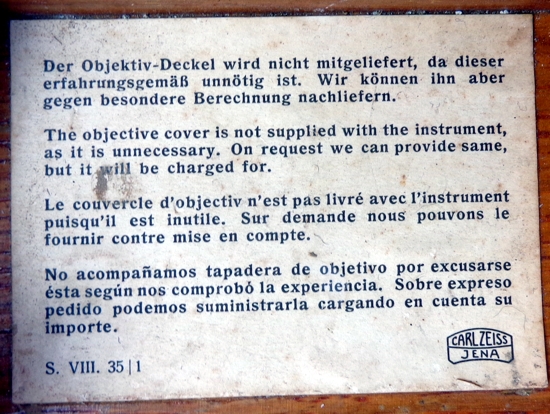 Der Objektiv-Deckel wird nicht mitgeliefert, da dieser
erfahrungsgemäß unnötig ist. Wir können ihn aber
gegen besondere Berechnung nachliefern.
The objective cover is not supplied with the instrument,
as it is unnecessary. On request we can provide same,
but it will be charged for.
Le couvercle d'objectiv n'est pas livré avec l'instrument
puisqu'il est inutile. Sur demande nous pouvons le
fournir contre mise en compte.
No acompañamos tapadera de objetivo por excusarse
ésta según nos comprobó la experiencia. Sobre expreso
pedido podemos suministrarla cargando en cuenta su
importe.
CARL ZEISS
JENA
S. VIII. 35|1